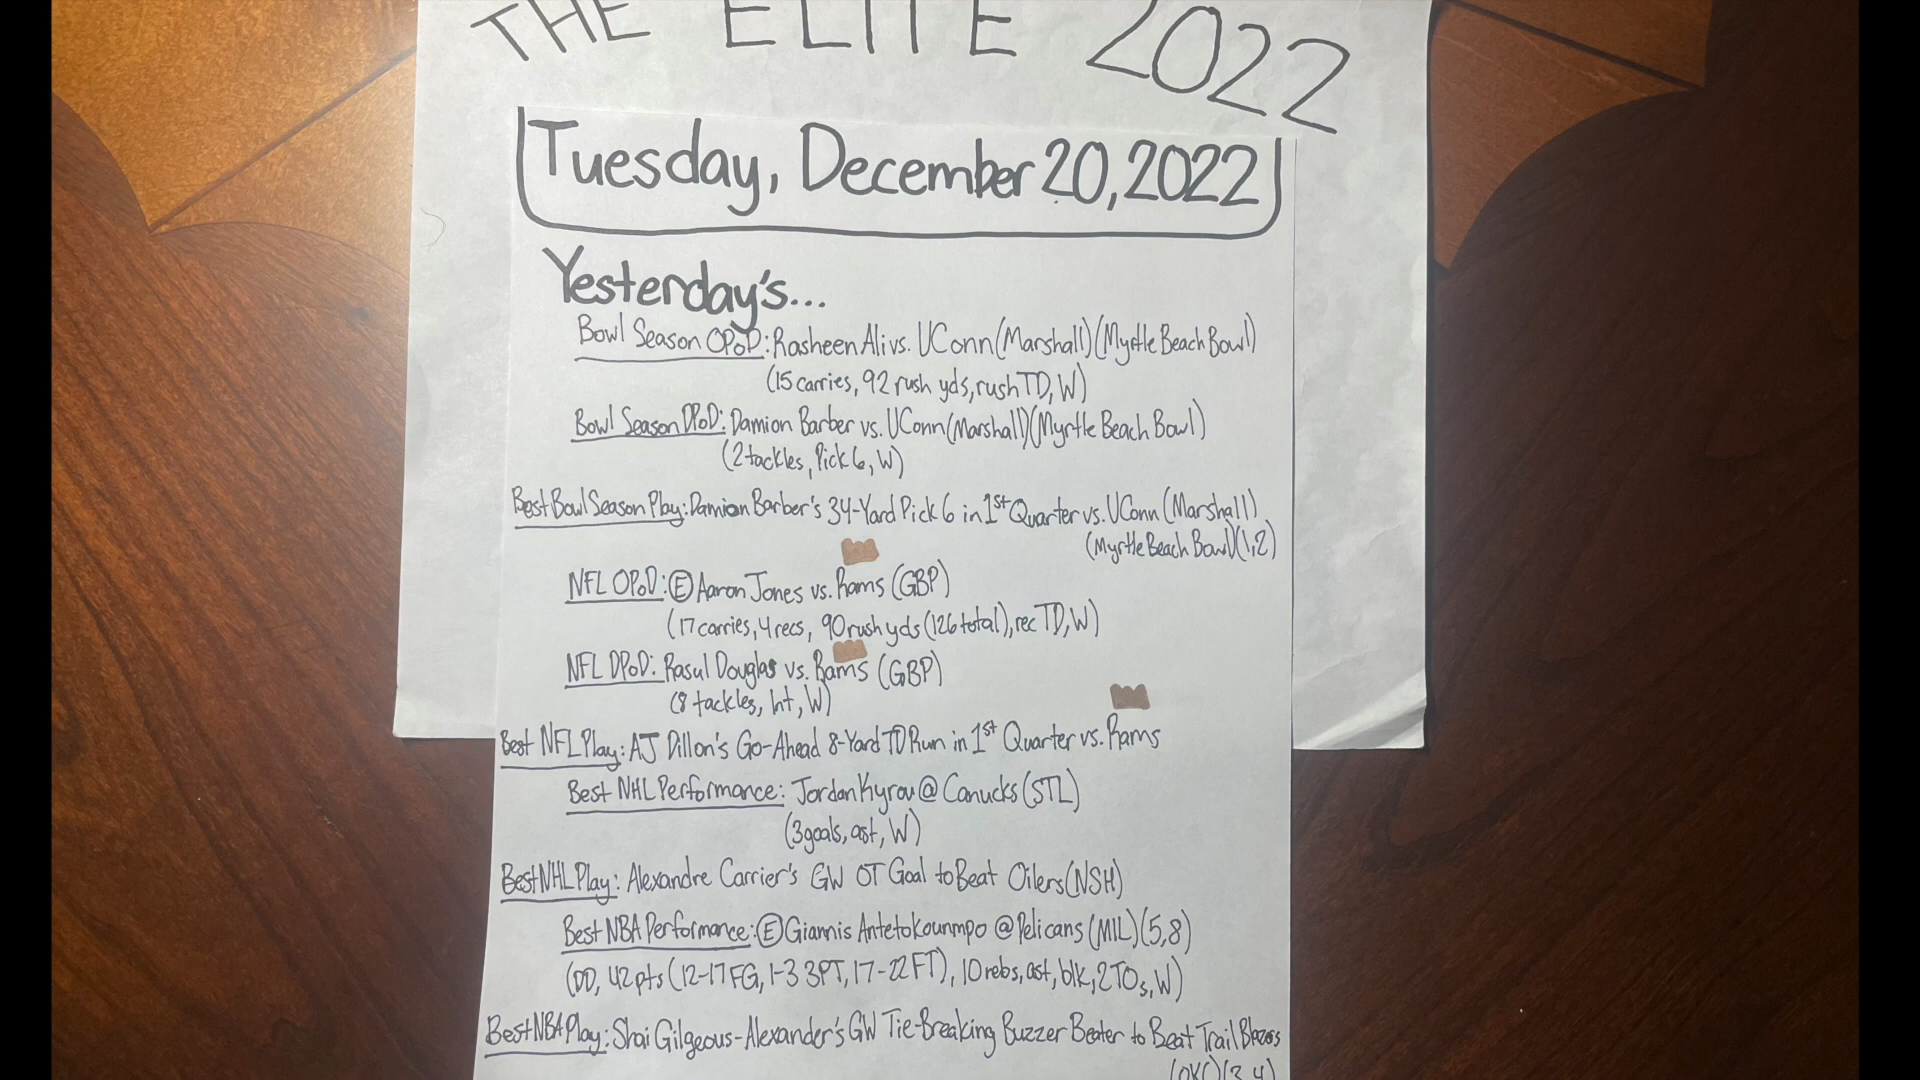 THE ELITE 2022
Tuesday, December 20, 2022
Yesterday's...
Bowl Season OPoD: Rasheen Ali vs. UConn (Marshall) (Myrtle Beach Bowl)
(15 carries, 92 rush yds, rush TD, W)
Bowl Season DPoD: Damion Barber vs. UConn (Marshall) (Myrtle Beach Bowl)
(2 tackles, Pick 6, W)
Best Bowl Season Play: Damion Barber's 34-Yard Pick 6 in 1st Quarter vs. UConn (Marshall)
(Myrtle Beach Bowl) (1,2)
NFL OPoD: Ⓔ Aaron Jones vs. Rams (GBP)
(17 carries, 4 recs, 90 rush yds (126 total), rec TD, W)
NFL DPoD: Rasul Douglas vs. Rams (GBP)
(8 tackles, Int, W)
Best NFL Play: AJ Dillon's Go-Ahead 8-Yard TD Run in 1st Quarter vs. Rams
Best NHL Performance: Jordan Kyrou @ Canucks (STL)
(3 goals, ast, W)
Best NHL Play: Alexandre Carrier's GW OT Goal to Beat Oilers (NSH)
Best NBA Performance: Ⓔ Giannis Antetokounmpo @ Pelicans (MIL) (5,8)
(DD, 42 pts (12-17 FG, 1-3 3PT, 17-22 FT), 10 rebs, ast, blk, 2 TOs, W)
Best NBA Play: Shai Gilgeous-Alexander's GW Tie-Breaking Buzzer Beater to Beat Trail Blazers
(OKC) (3,4)